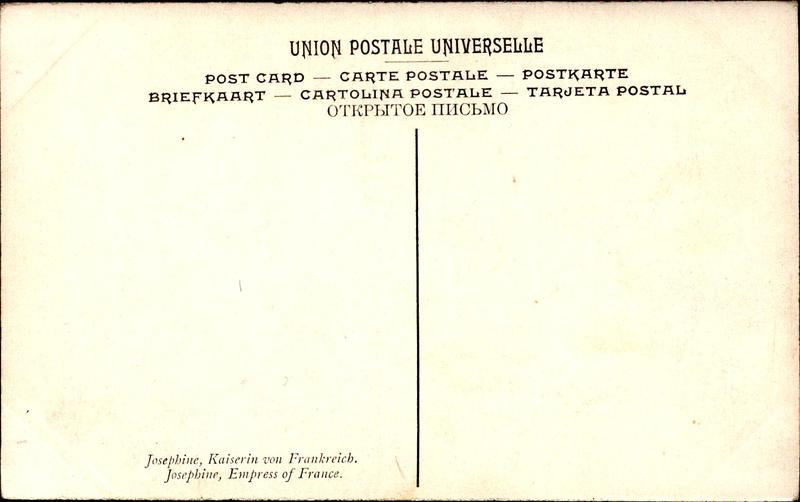 UNION POSTALE UNIVERSELLE
POST CARD — CARTE POSTALE — POSTKARTE
BRIEFKAART — CARTOLINA POSTALE — TARJETA POSTAL
ОТКРЫТОЕ ПИСЬМО
Josephine, Kaiserin von Frankreich.
Josephine, Empress of France.